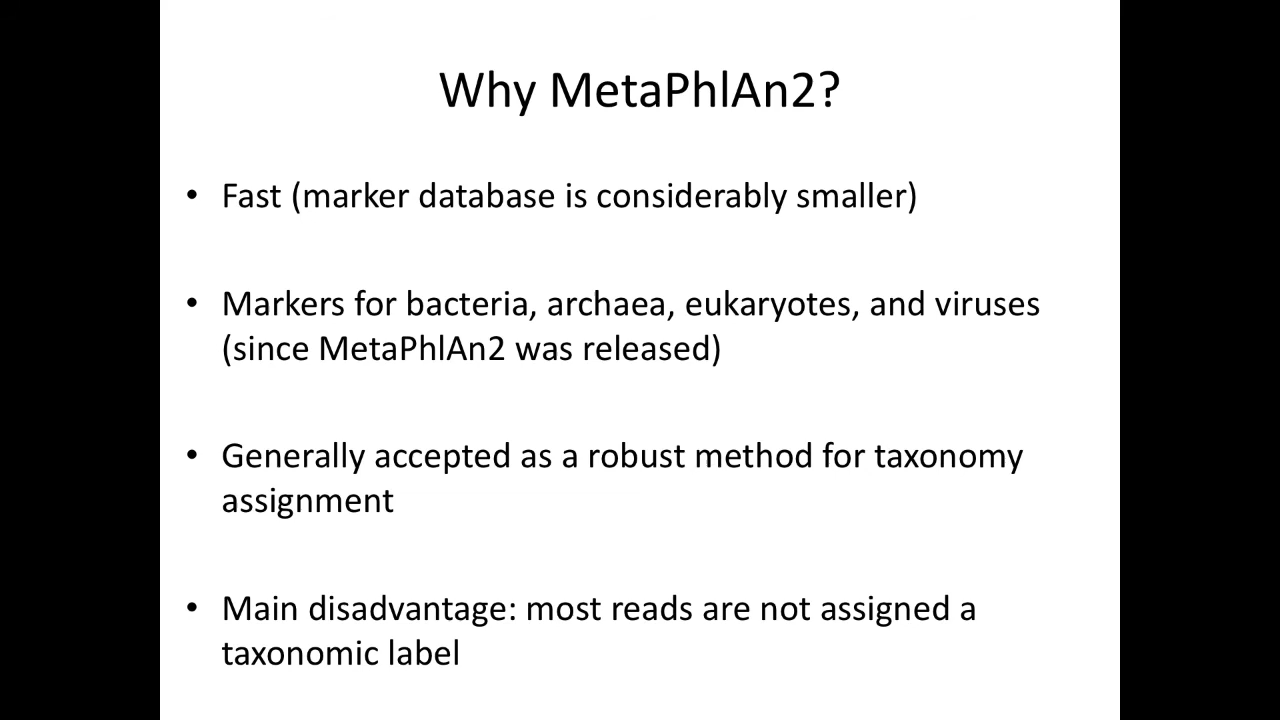 Why MetaPhlAn2?
• Fast (marker database is considerably smaller)
• Markers for bacteria, archaea, eukaryotes, and viruses
(since MetaPhlAn2 was released)
• Generally accepted as a robust method for taxonomy
assignment
• Main disadvantage: most reads are not assigned a
taxonomic label